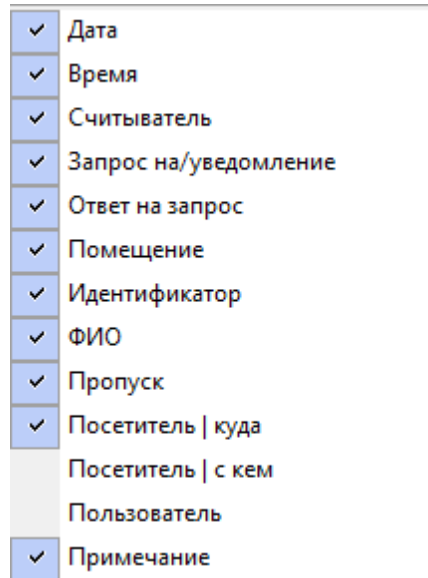 Дата
Время
Считыватель
Запрос на/уведомление
Ответ на запрос
Помещение
Идентификатор
ФИО
Пропуск
Посетитель | куда
Посетитель | с кем
Пользователь
Примечание